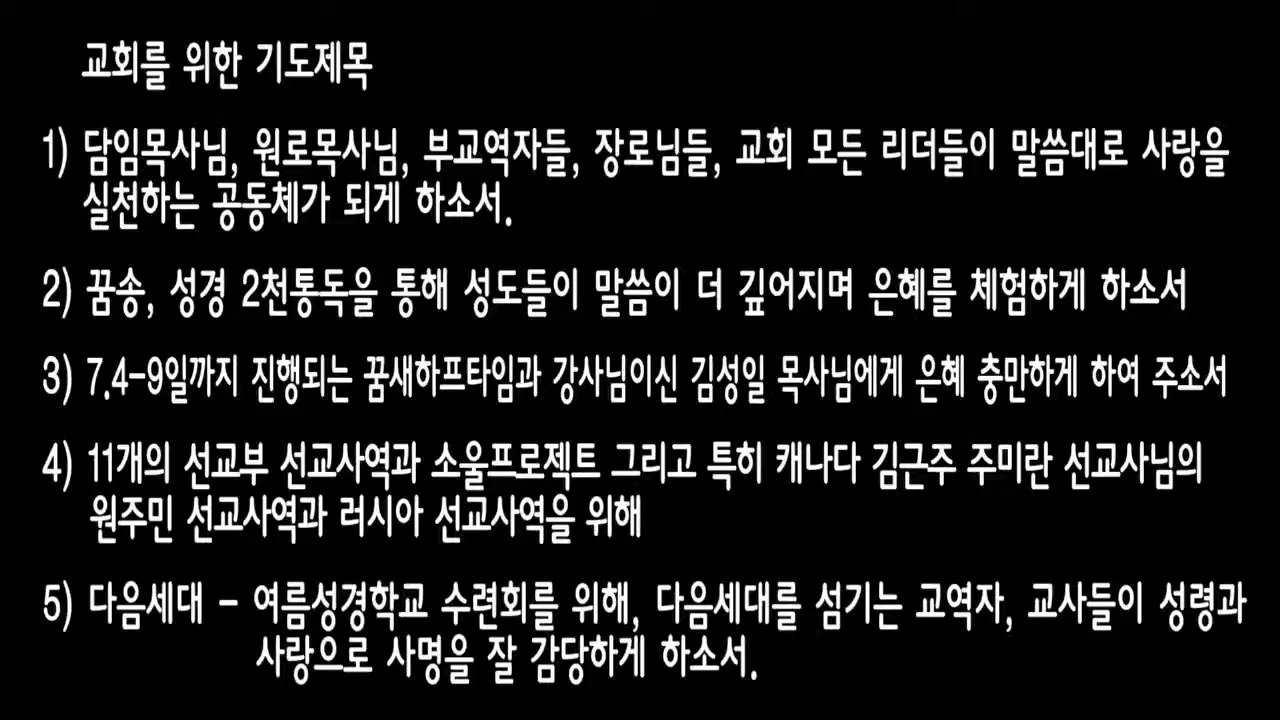 교회를 위한 기도제목
1) 담임목사님, 원로목사님, 부교역자들, 장로님들, 교회 모든 리더들이 말씀대로 사랑을
실천하는 공동체가 되게 하소서.
2) 꿈송, 성경 2천통독을 통해 성도들이 말씀이 더 깊어지며 은혜를 체험하게 하소서
3) 7.4-9일까지 진행되는 꿈새하프타임과 강사님이신 김성일 목사님에게 은혜 충만하게 하여 주소서
4) 11개의 선교부 선교사역과 소울프로젝트 그리고 특히 캐나다 김근주 주미란 선교사님의
원주민 선교사역과 러시아 선교사역을 위해
5) 다음세대 - 여름성경학교 수련회를 위해, 다음세대를 섬기는 교역자, 교사들이 성령과
사랑으로 사명을 잘 감당하게 하소서.